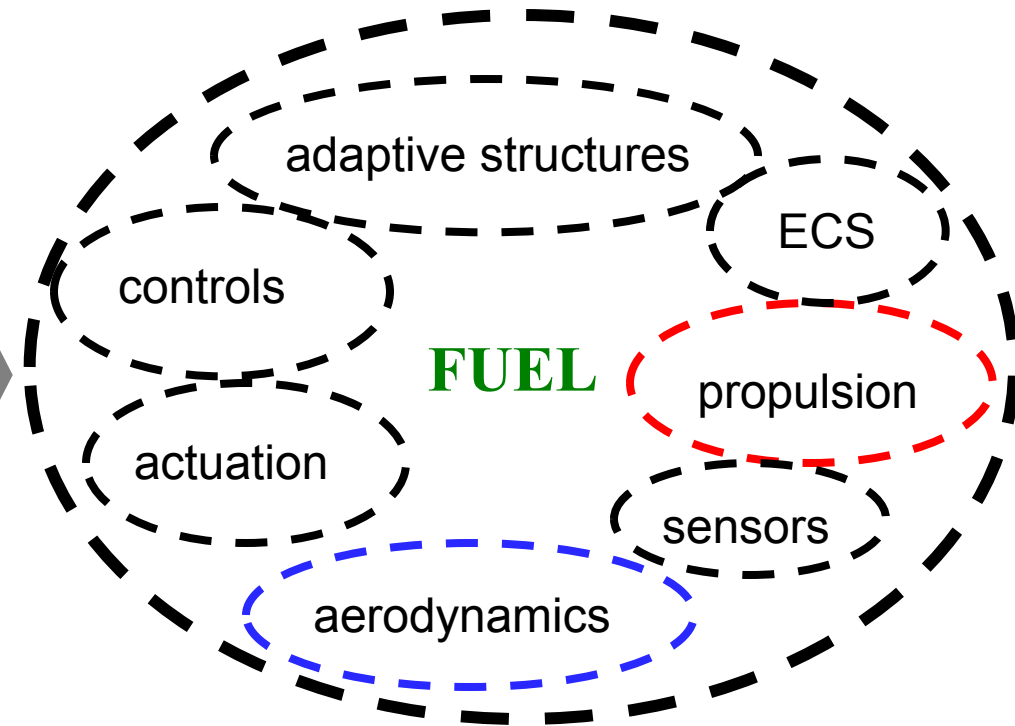 adaptive structures
ECS
controls
FUEL
propulsion
actuation
sensors
aerodynamics